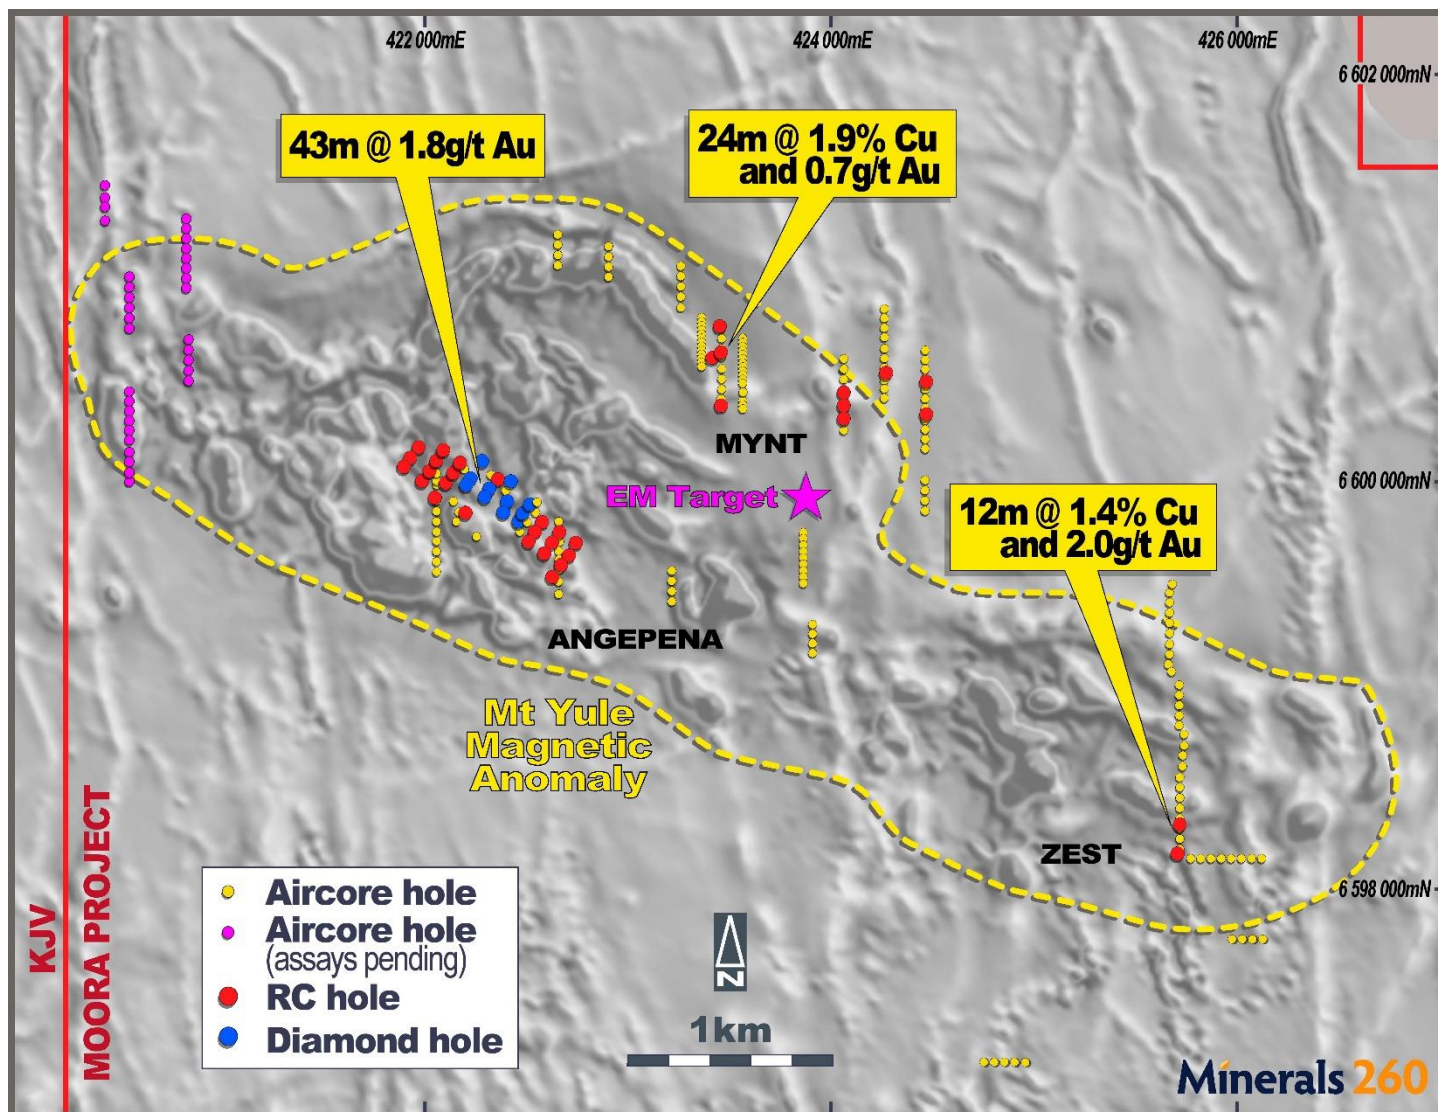 422 000mE
424 000mE
426 000mE
6 602 000mN
43m @ 1.8g/t Au
24m @ 1.9% Cu
and 0.7g/t Au
MYNT
EM Target
6 600 000mN
12m @ 1.4% Cu
and 2.0g/t Au
ANGEPENA
Mt Yule
Magnetic
Anomaly
ZEST
6 598 000mN
KJV
MOORA PROJECT
Aircore hole
Aircore hole
(assays pending)
RC hole
Diamond hole
N
1km
Minerals 260